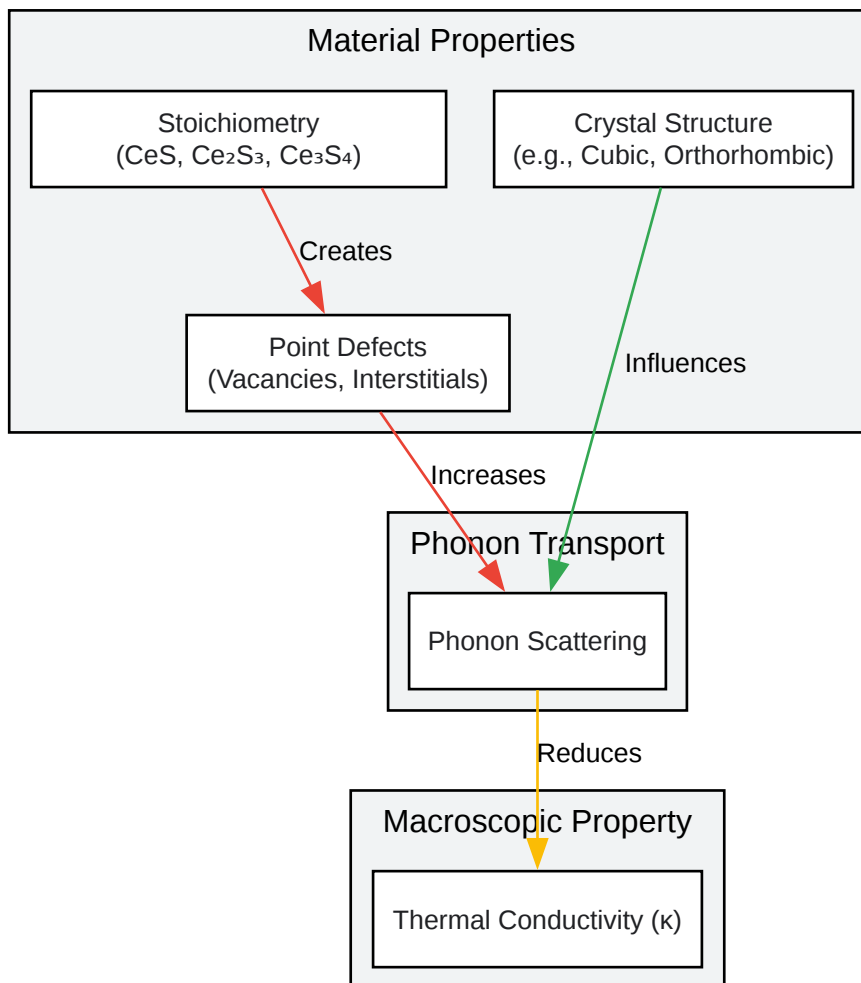 Material Properties
Stoichiometry
(CeS, Ce₂S₃, Ce₃S₄)
Crystal Structure
(e.g., Cubic, Orthorhombic)
Creates
Point Defects
(Vacancies, Interstitials)
Influences
Increases
Phonon Transport
Phonon Scattering
Reduces
Macroscopic Property
Thermal Conductivity (κ)